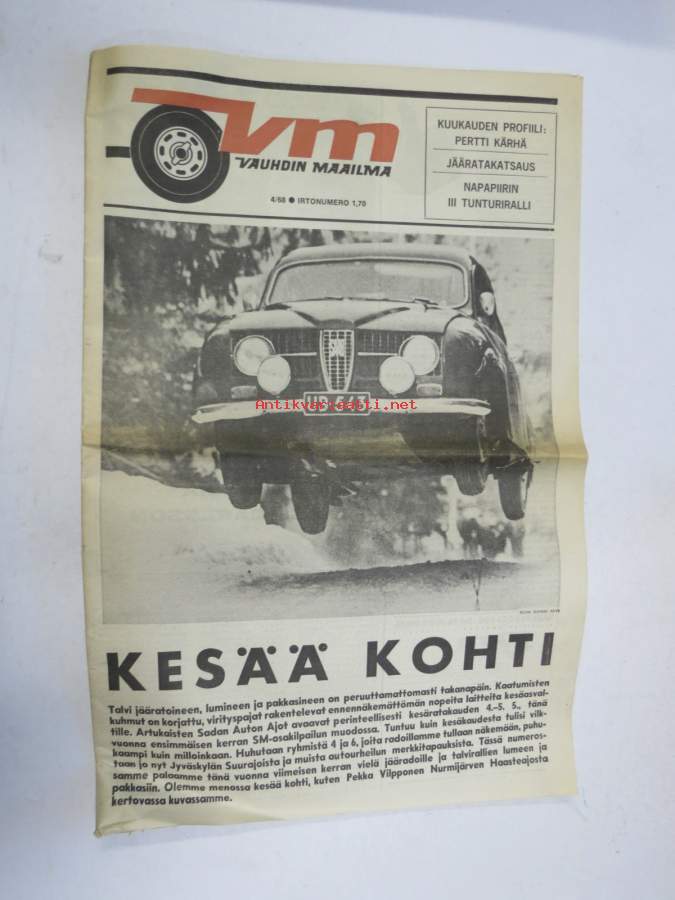 Vm
VAUHDIN MAAILMA
4/68 ● IRTONUMERO 1,70
KUUKAUDEN PROFIILI:
PERTTI KÄRHÄ
JÄÄRATAKATSAUS
NAPAPIIRIN
III TUNTURIRALLI
Antikvariaatti.net
KESÄÄ KOHTI
Talvi jääratoineen, lumineen ja pakkasineen on peruuttamattomasti takanapäin. Kaatumisten
kuhmut on korjattu, virityspajat rakentelevat ennennäkemättömän nopeita laitteita kesäasval-
tille. Artukaisten Sadan Auton Ajot avaavat perinteellisesti kesäratakauden 4.–5. 5., tänä
vuonna ensimmäisen kerran SM-osakilpailun muodossa. Tuntuu kuin kesäkaudesta tulisi vilk-
kaampi kuin milloinkaan. Huhutaan ryhmistä 4 ja 6, joita radoillamme tullaan näkemään, puhu-
taan jo nyt Jyväskylän Suurajoista ja muista autourheilun merkkitapauksista. Tässä numeros-
samme palaamme tänä vuonna viimeisen kerran vielä jääradoille ja talvirallien lumeen ja
pakkasiin. Olemme menossa kesää kohti, kuten Pekka Vilpponen Nurmijärven Haasteajosta
kertovassa kuvassamme.